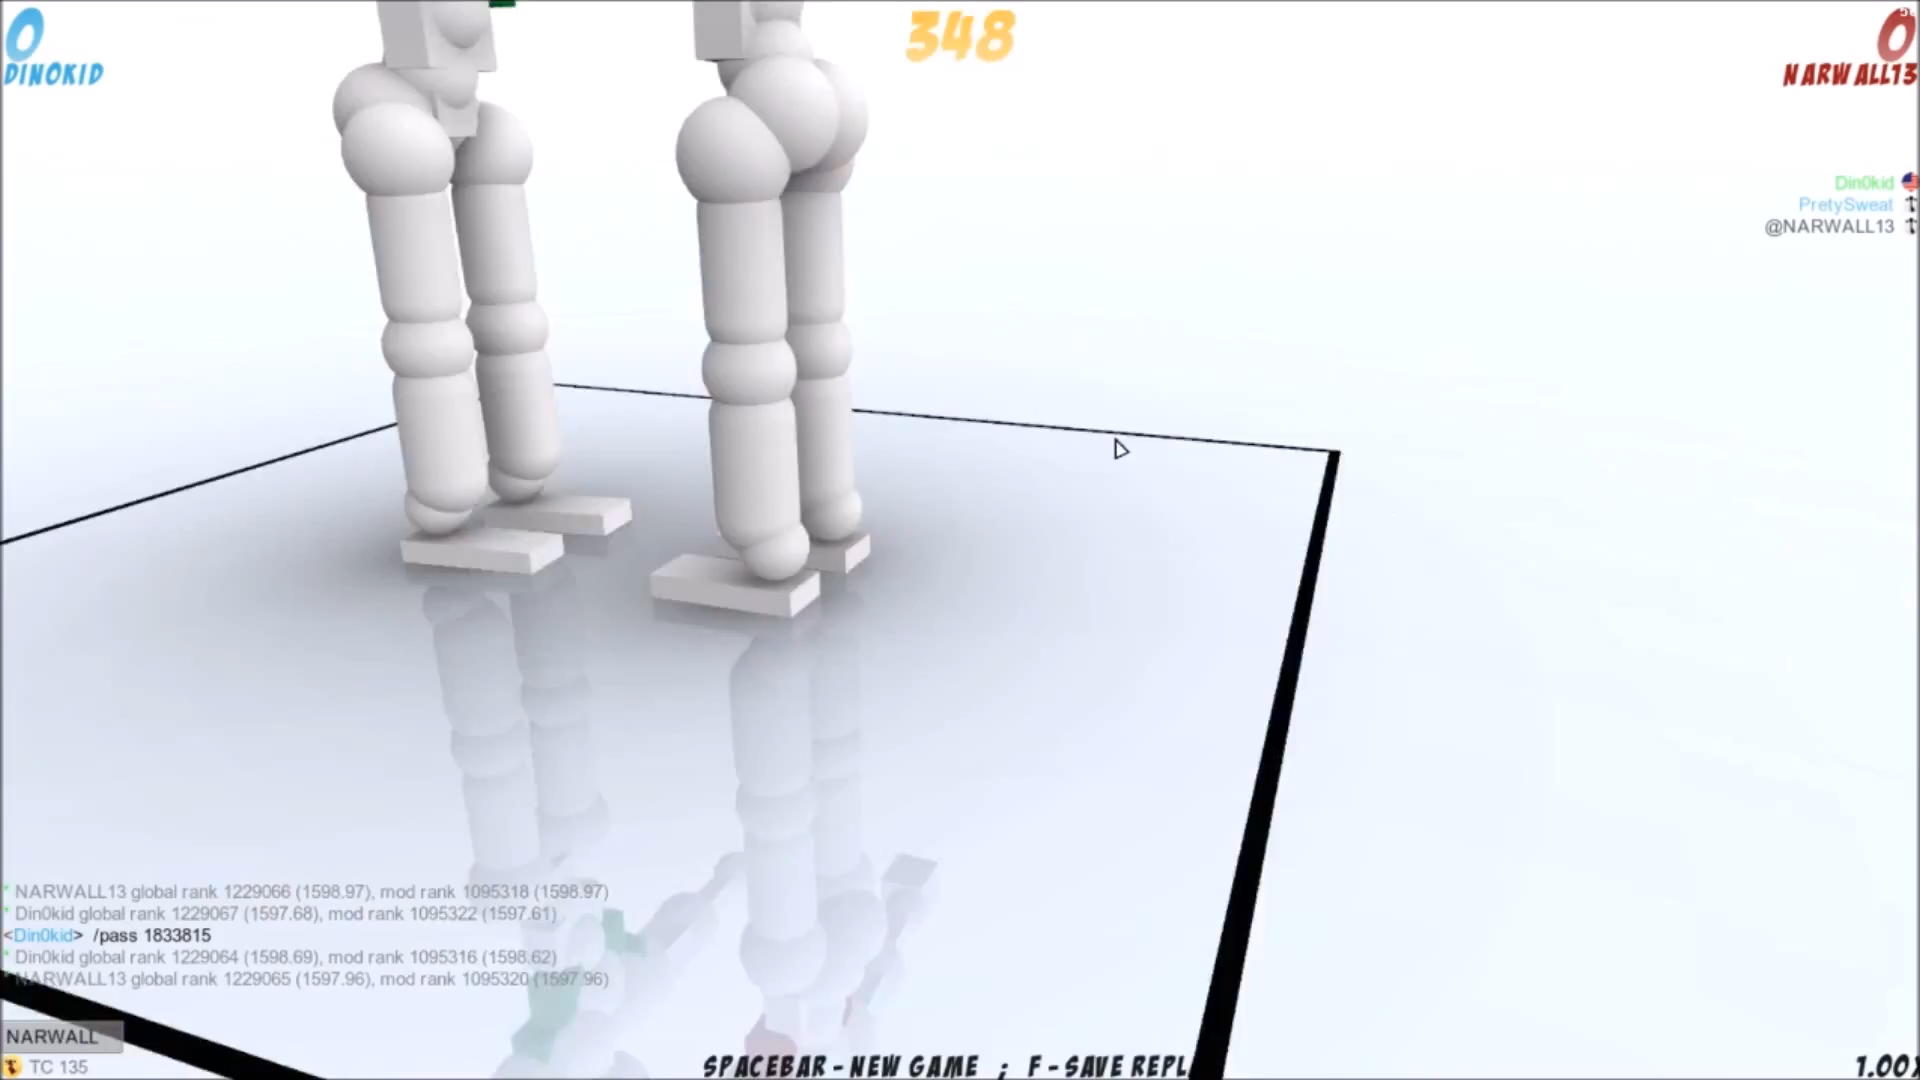 0
DINOKID
348
0
NARWALL13
Din0kid
PretySweat
@NARWALL13
* NARWALL13 global rank 1229066 (1598.97), mod rank 1095318 (1598.97)
* Din0kid global rank 1229067 (1597.68), mod rank 1095322 (1597.61)
<Din0kid> /pass 1833815
* Din0kid global rank 1229064 (1598.69), mod rank 1095316 (1598.62)
* NARWALL13 global rank 1229065 (1597.96), mod rank 1095320 (1597.96)
NARWALL
TC 135
SPACEBAR - NEW GAME ; F - SAVE REPL
1.00X